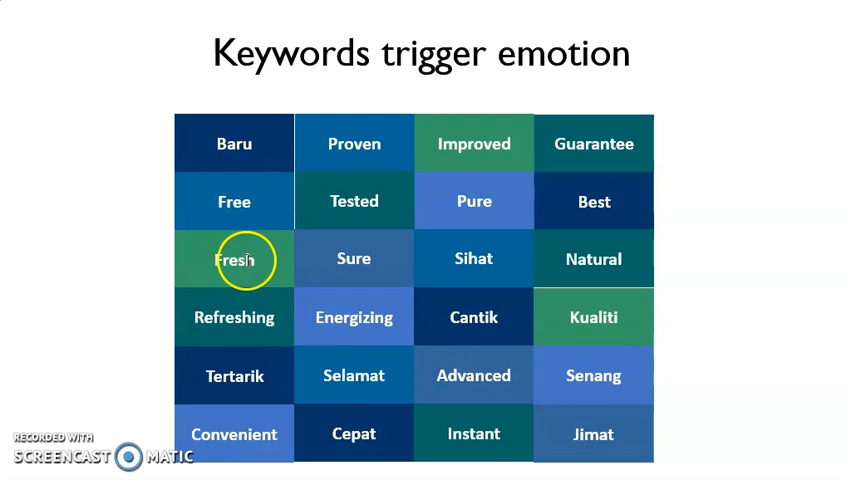 Keywords trigger emotion
Baru Proven Improved Guarantee
Free Tested Pure Best
Fresh Sure Sihat Natural
Refreshing Energizing Cantik Kualiti
Tertarik Selamat Advanced Senang
Convenient Cepat Instant Jimat
RECORDED WITH
SCREENCAST MATIC